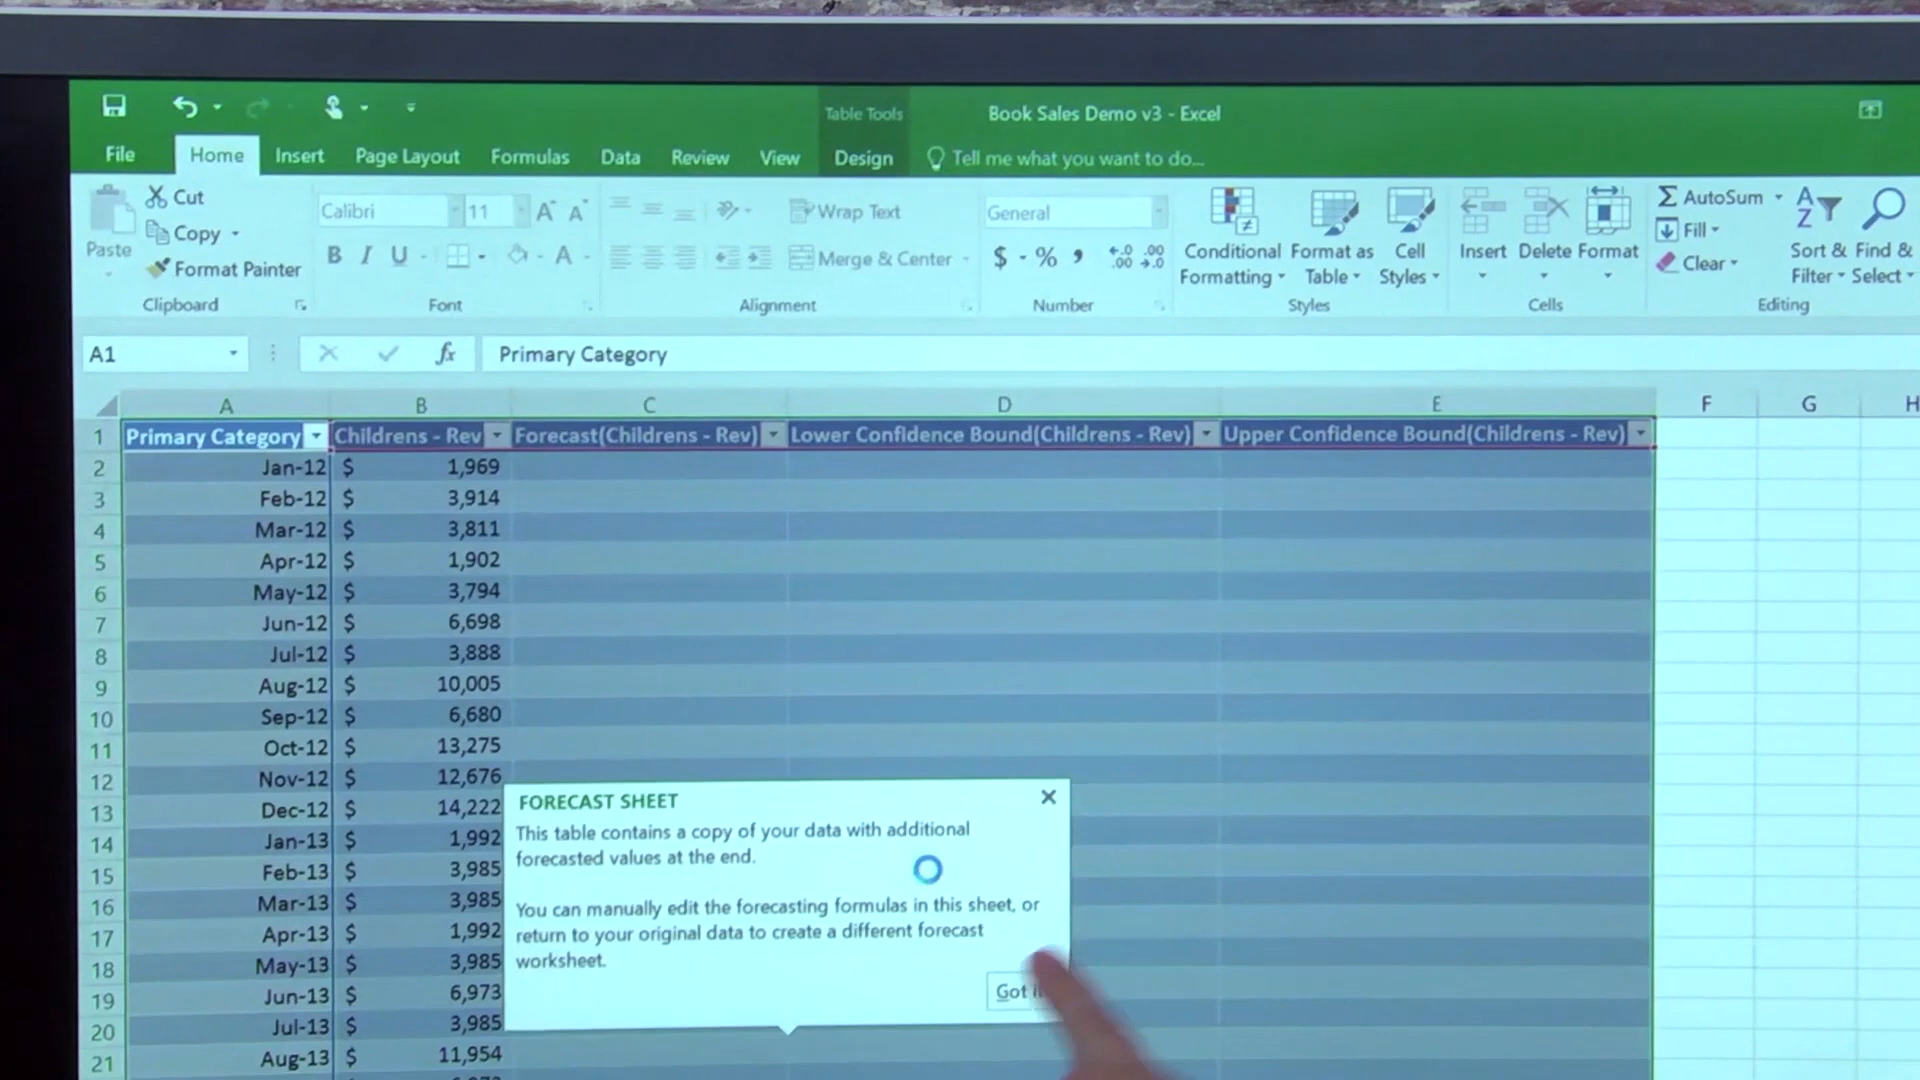 Table Tools
Book Sales Demo v3 - Excel
File
Home
Insert
Page Layout
Formulas
Data
Review
View
Design
Tell me what you want to do...
Paste
Cut
Copy
Format Painter
Clipboard
Calibri
11
A A
B I U
A
Font
Wrap Text
Merge & Center
Alignment
General
$ % ,
←.0 .00
.00 →.0
Number
Conditional
Formatting
Format as
Table
Cell
Styles
Styles
Insert
Delete
Format
Cells
Σ AutoSum
Fill
Clear
A
Z
Sort &
Filter
Find &
Select
Editing
A1
fx
Primary Category
A B C D E F G H
1 Primary Category Childrens - Rev Forecast(Childrens - Rev) Lower Confidence Bound(Childrens - Rev) Upper Confidence Bound(Childrens - Rev)
2 Jan-12 $ 1,969
3 Feb-12 $ 3,914
4 Mar-12 $ 3,811
5 Apr-12 $ 1,902
6 May-12 $ 3,794
7 Jun-12 $ 6,698
8 Jul-12 $ 3,888
9 Aug-12 $ 10,005
10 Sep-12 $ 6,680
11 Oct-12 $ 13,275
12 Nov-12 $ 12,676
13 Dec-12 $ 14,222
14 Jan-13 $ 1,992
15 Feb-13 $ 3,985
16 Mar-13 $ 3,985
17 Apr-13 $ 1,992
18 May-13 $ 3,985
19 Jun-13 $ 6,973
20 Jul-13 $ 3,985
21 Aug-13 $ 11,954
FORECAST SHEET
This table contains a copy of your data with additional
forecasted values at the end.
You can manually edit the forecasting formulas in this sheet, or
return to your original data to create a different forecast
worksheet.
Got it